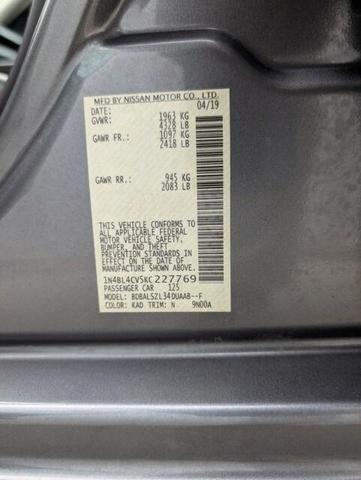 MFD BY NISSAN MOTOR CO., LTD.
DATE: 04/19
GVWR: 1963 KG
4328 LB
GAWR FR.: 1097 KG
2418 LB
GAWR RR.: 945 KG
2083 LB
THIS VEHICLE CONFORMS TO
ALL APPLICABLE FEDERAL
MOTOR VEHICLE SAFETY,
BUMPER, AND THEFT
PREVENTION STANDARDS
IN EFFECT ON THE DATE OF
MANUFACTURE SHOWN ABOVE.
1N4BL4CV5KC227769
PASSENGER CAR 125
MODEL: BDBALSZL34DUAAB--F
COLOR: KAD TRIM: N 9N00A